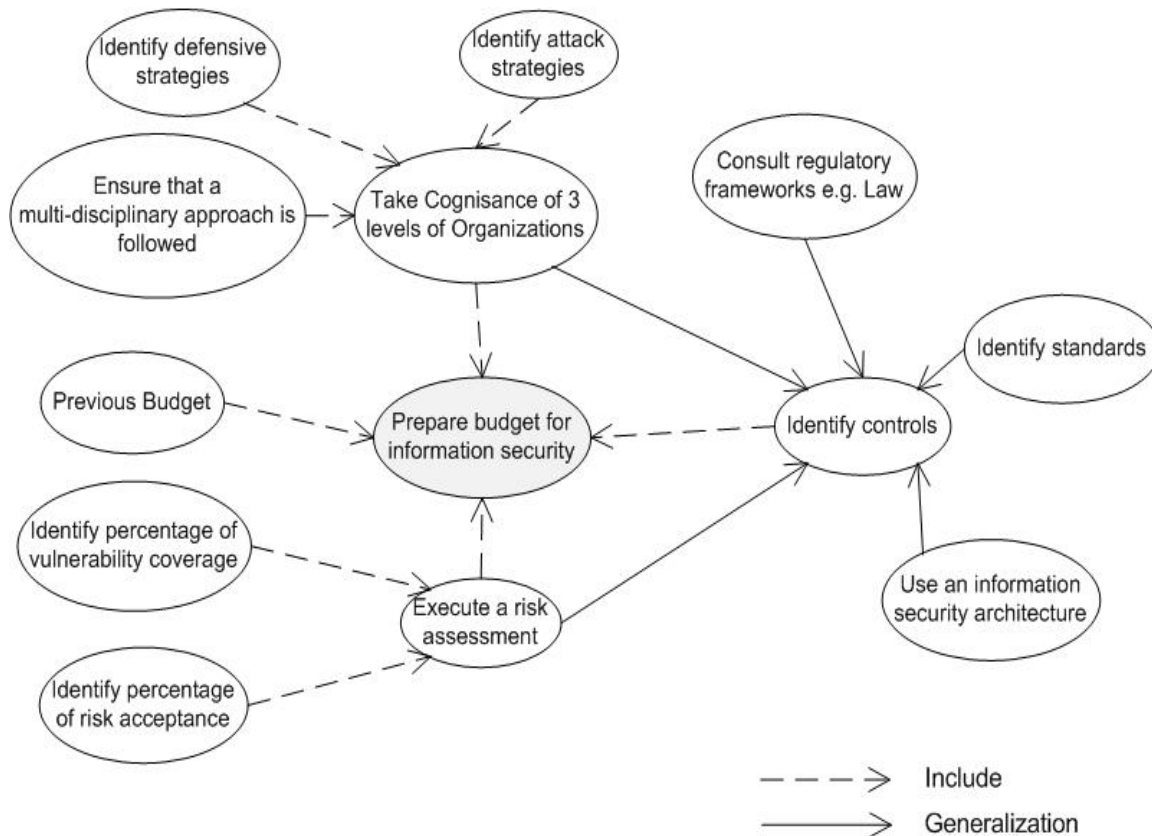 Identify defensive
strategies
Identify attack
strategies
Ensure that a
multi-disciplinary approach is
followed
Take Cognisance of 3
levels of Organizations
Consult regulatory
frameworks e.g. Law
Identify standards
Previous Budget
Prepare budget for
information security
Identify controls
Identify percentage of
vulnerability coverage
Execute a risk
assessment
Use an information
security architecture
Identify percentage
of risk acceptance
Include
Generalization